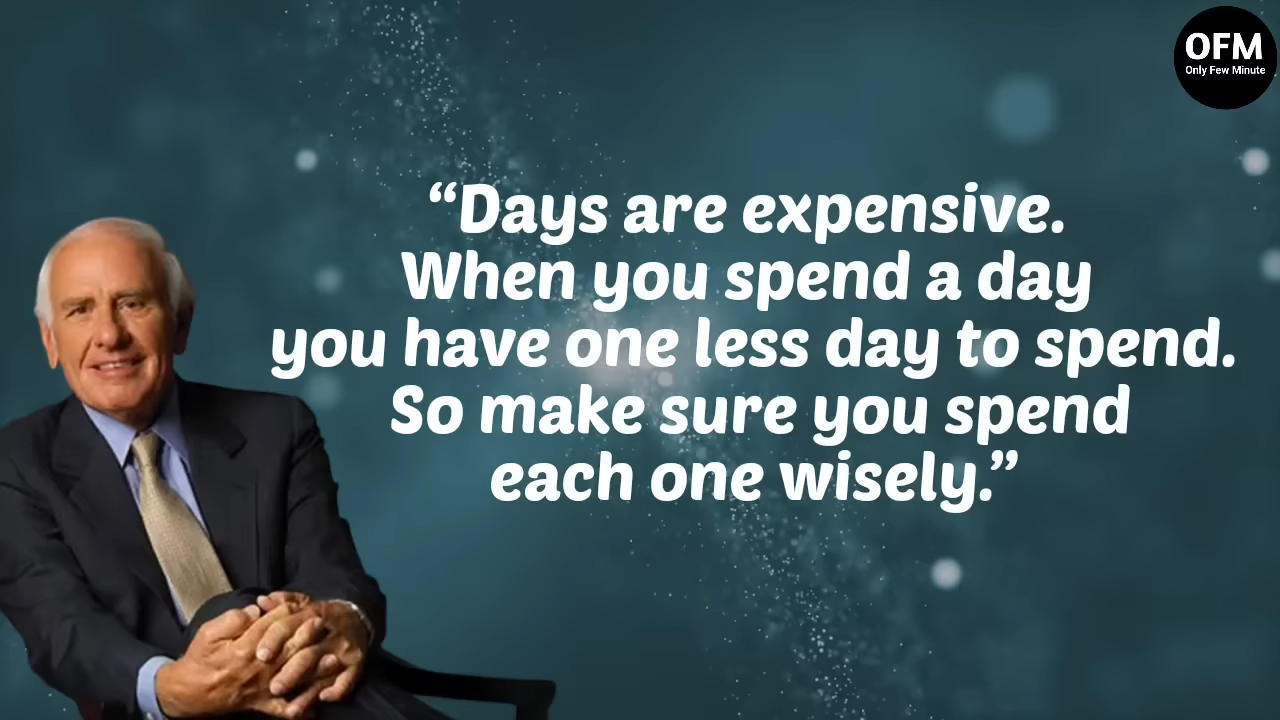 OFM
Only Few Minute
“Days are expensive.
When you spend a day
you have one less day to spend.
So make sure you spend
each one wisely.”